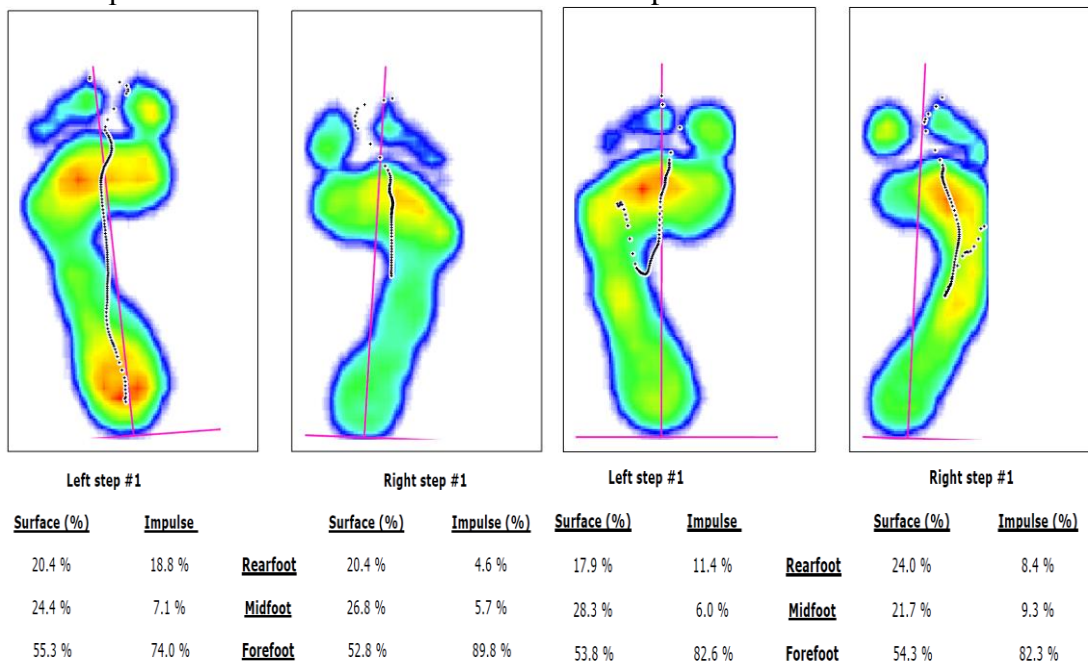 Left step #1 Right step #1 Left step #1 Right step #1
Surface (%) Impulse Surface (%) Impulse (%) Surface (%) Impulse Surface (%) Impulse (%)
20.4 % 18.8 % Rearfoot 20.4 % 4.6 % 17.9 % 11.4 % Rearfoot 24.0 % 8.4 %
24.4 % 7.1 % Midfoot 26.8 % 5.7 % 28.3 % 6.0 % Midfoot 21.7 % 9.3 %
55.3 % 74.0 % Forefoot 52.8 % 89.8 % 53.8 % 82.6 % Forefoot 54.3 % 82.3 %